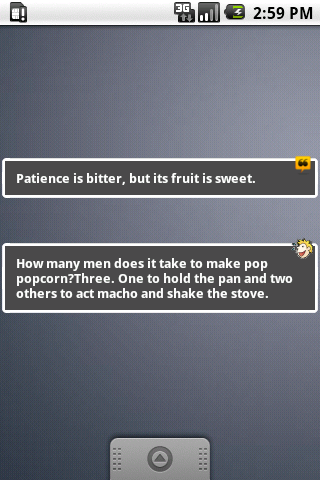 3G 2:59 PM
Patience is bitter, but its fruit is sweet.
How many men does it take to make pop
popcorn?Three. One to hold the pan and two
others to act macho and shake the stove.